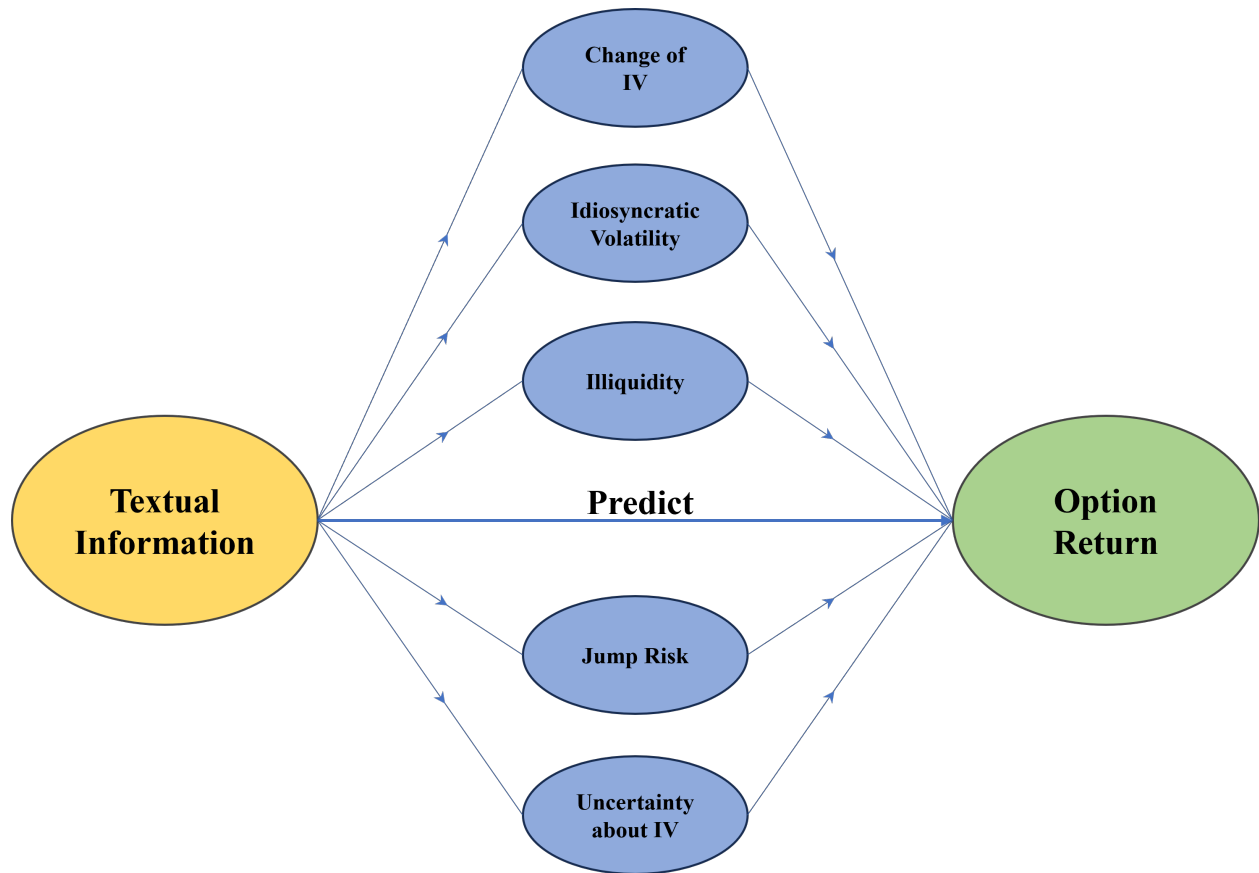 Change of
IV
Idiosyncratic
Volatility
Illiquidity
Textual
Information
Predict
Option
Return
Jump Risk
Uncertainty
about IV